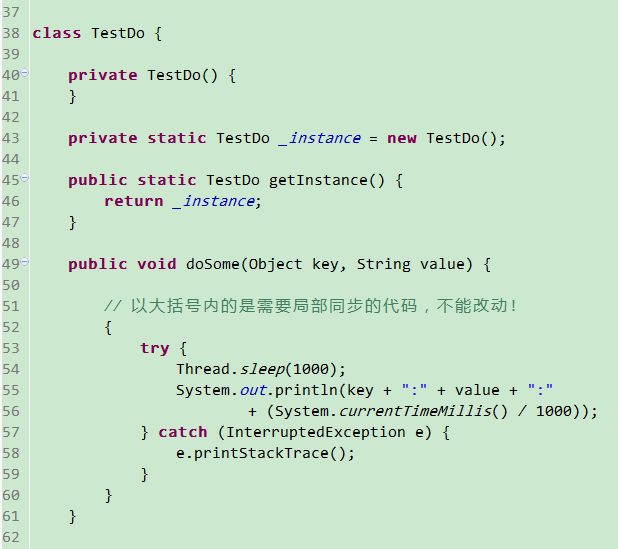 37
38 class TestDo {
39
40     private TestDo() {
41     }
42
43     private static TestDo _instance = new TestDo();
44
45     public static TestDo getInstance() {
46         return _instance;
47     }
48
49     public void doSome(Object key, String value) {
50
51         // 以大括号内的是需要局部同步的代码，不能改动！
52         {
53             try {
54                 Thread.sleep(1000);
55                 System.out.println(key + ":" + value + ":"
56                         + (System.currentTimeMillis() / 1000));
57             } catch (InterruptedException e) {
58                 e.printStackTrace();
59             }
60         }
61     }
62